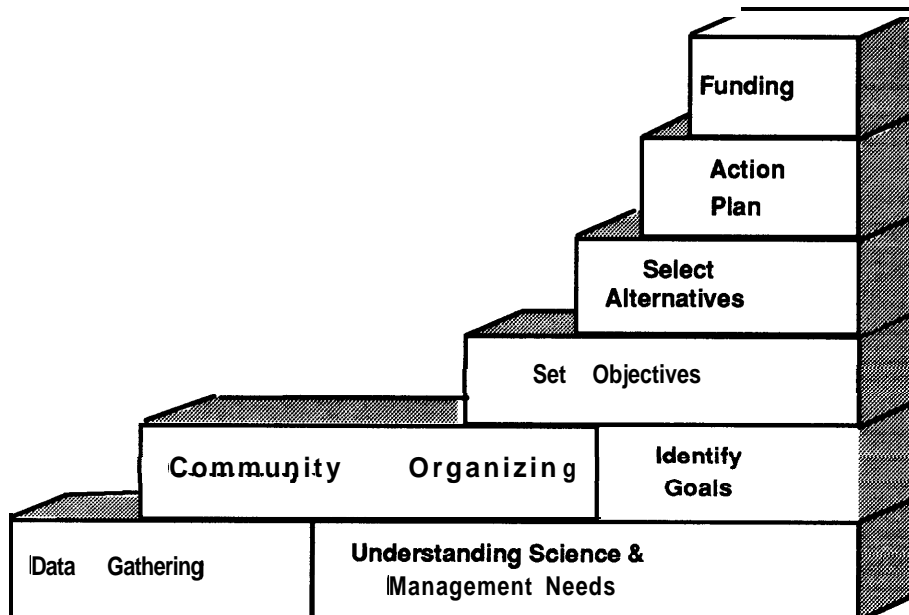 Funding
Action
Plan
Select
Alternatives
Set Objectives
Community Organizing
Identify
Goals
Data Gathering
Understanding Science &
Management Needs